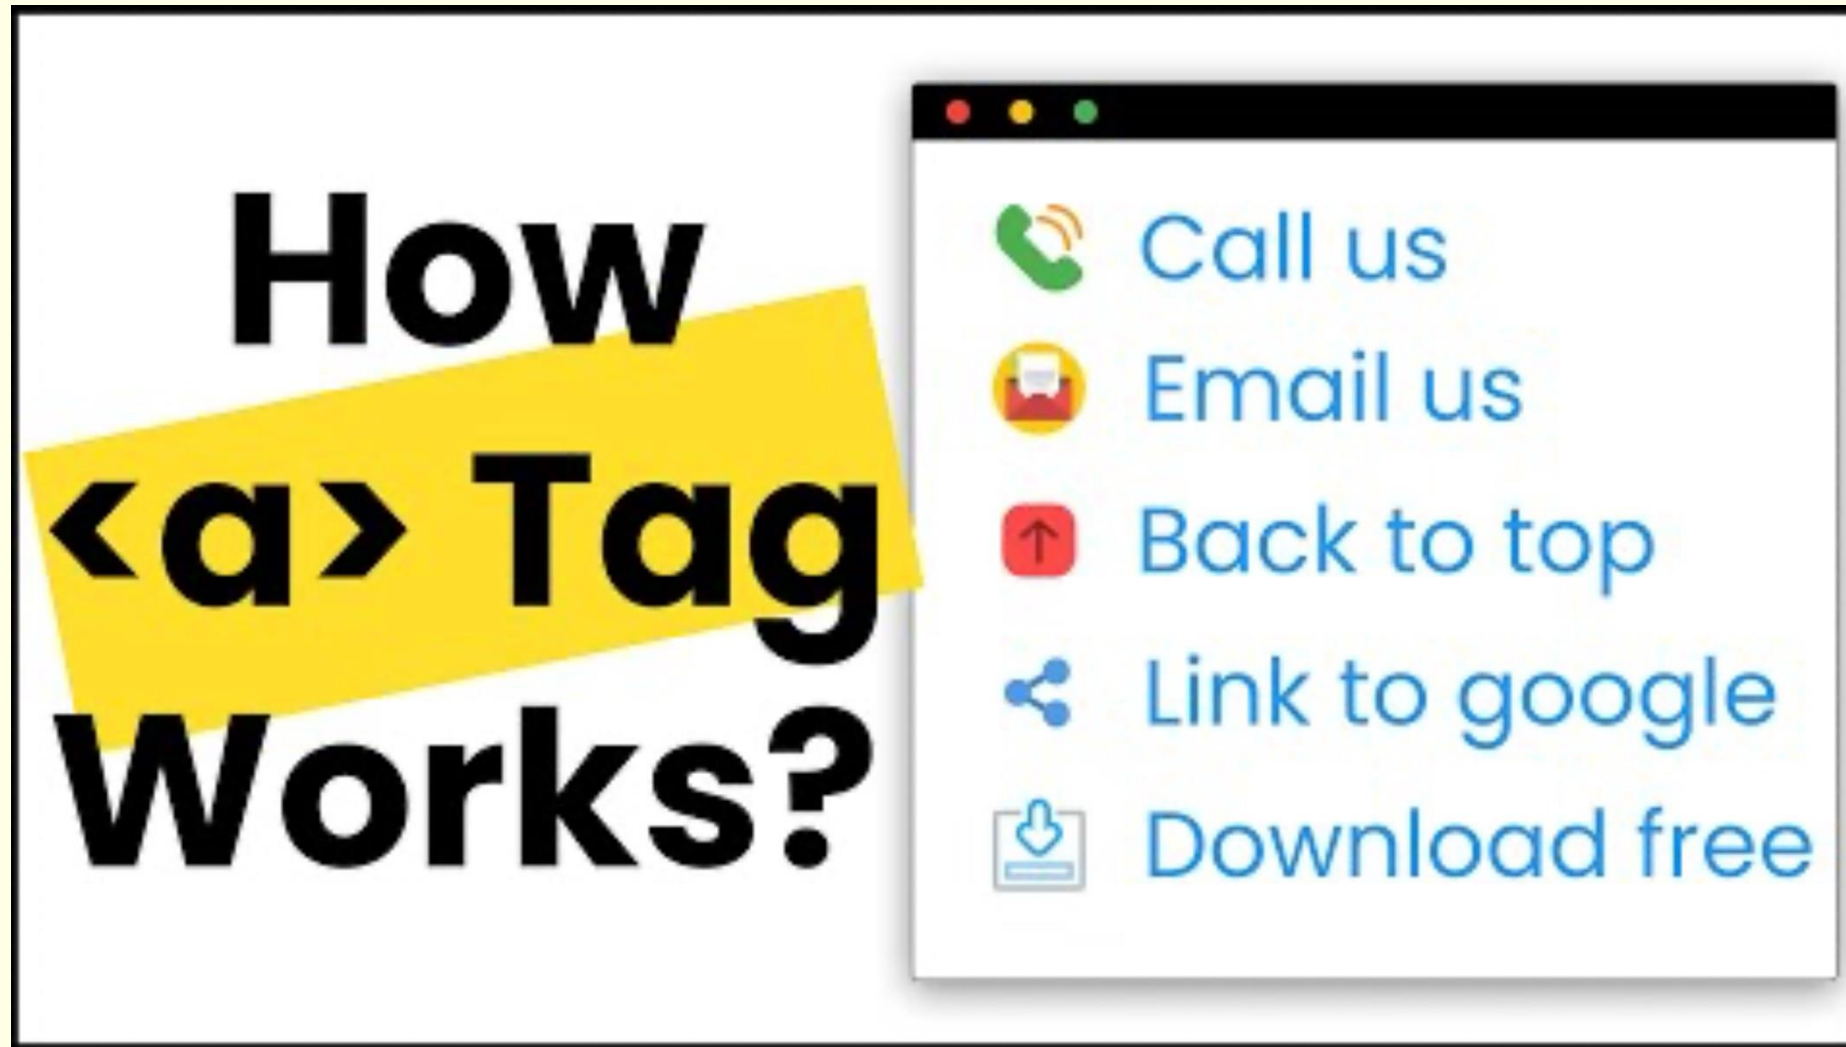 How
<a> Tag
Works?
Call us
Email us
Back to top
Link to google
Download free